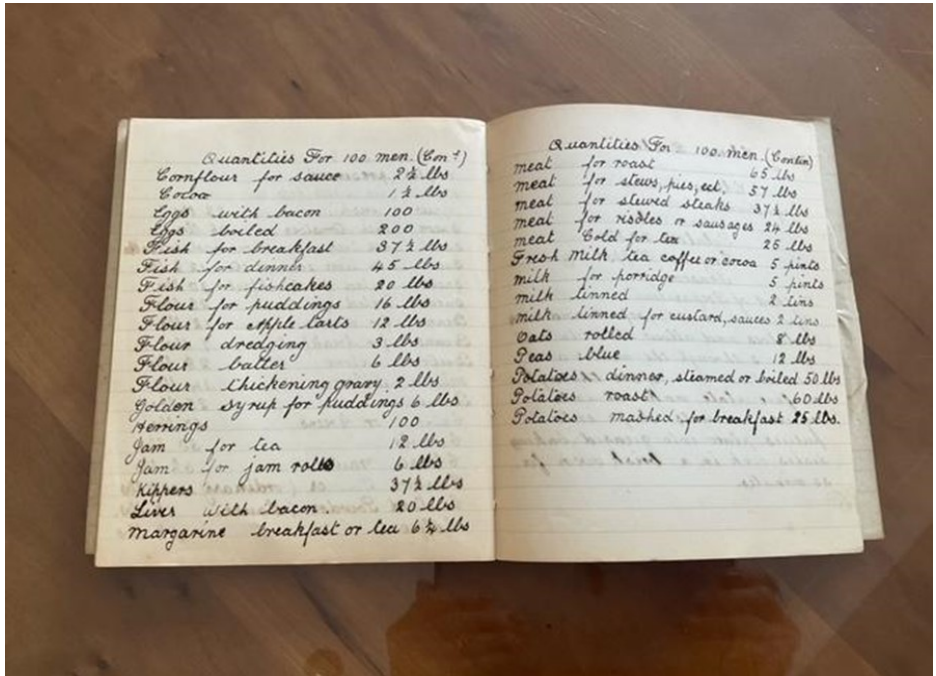 Quantities For 100 men. (Con^t)
Cornflour for sauce 2½ lbs
Cocoa 1½ lbs
Eggs with bacon 100
Eggs boiled 200
Fish for breakfast 37½ lbs
Fish for dinner 45 lbs
Fish for fishcakes 20 lbs
Flour for puddings 16 lbs
Flour for Apple tarts 12 lbs
Flour dredging 3 lbs
Flour batter 6 lbs
Flour thickening gravy 2 lbs
Golden syrup for puddings 6 lbs
Herrings 100
Jam for tea 12 lbs
Jam for jam rolls 6 lbs
Kippers 37½ lbs
Liver with bacon 20 lbs
Margarine breakfast or tea 6¼ lbs
Quantities For 100 men. (Contin)
meat for roast 65 lbs
meat for stews, pies, ect, 57 lbs
meat for stewed steaks 37½ lbs
meat for rissoles or sausages 24 lbs
meat Cold for tea 25 lbs
Fresh milk tea coffee or cocoa 5 pints
milk for porridge 5 pints
milk tinned 2 tins
milk tinned for custard, sauces 2 tins
Oats rolled 8 lbs
Peas blue 12 lbs
Potatoes dinner, steamed or boiled 50 lbs
Potatoes roast 60 lbs
Potatoes mashed for breakfast 25 lbs.